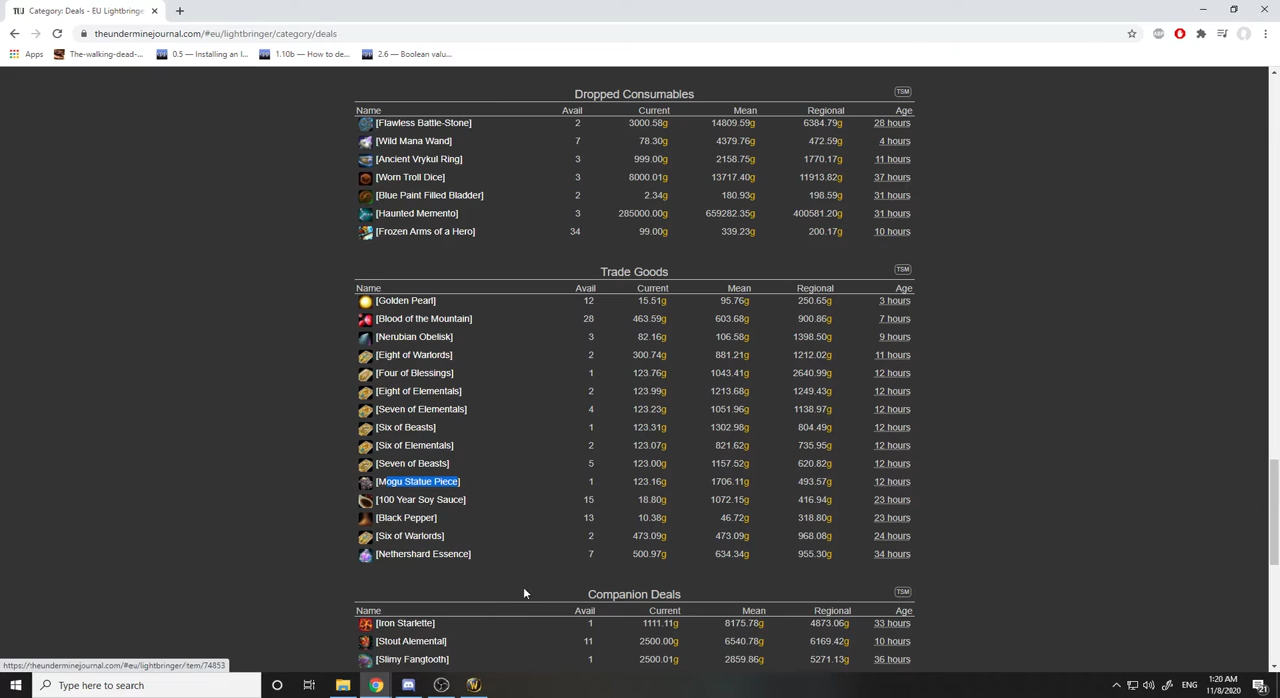 TUJ Category: Deals - EU Lightbringe
theunderminejournal.com/#eu/lightbringer/category/deals
Apps The-walking-dead-... 0.5 — Installing an I... 1.10b — How to de... 2.6 — Boolean valu...
Dropped Consumables TSM
Name Avail Current Mean Regional Age
[Flawless Battle-Stone] 2 3000.58g 14809.59g 6384.79g 28 hours
[Wild Mana Wand] 7 78.30g 4379.76g 472.59g 4 hours
[Ancient Vrykul Ring] 3 999.00g 2158.75g 1770.17g 11 hours
[Worn Troll Dice] 3 8000.01g 13717.40g 11913.82g 37 hours
[Blue Paint Filled Bladder] 2 2.34g 180.93g 198.59g 31 hours
[Haunted Memento] 3 285000.00g 659282.35g 400581.20g 31 hours
[Frozen Arms of a Hero] 34 99.00g 339.23g 200.17g 10 hours
Trade Goods TSM
Name Avail Current Mean Regional Age
[Golden Pearl] 12 15.51g 95.76g 250.65g 3 hours
[Blood of the Mountain] 28 463.59g 603.68g 900.86g 7 hours
[Nerubian Obelisk] 3 82.16g 106.58g 1398.50g 9 hours
[Eight of Warlords] 2 300.74g 881.21g 1212.02g 11 hours
[Four of Blessings] 1 123.76g 1043.41g 2640.99g 12 hours
[Eight of Elementals] 2 123.99g 1213.68g 1249.43g 12 hours
[Seven of Elementals] 4 123.23g 1051.96g 1138.97g 12 hours
[Six of Beasts] 1 123.31g 1302.98g 804.49g 12 hours
[Six of Elementals] 2 123.07g 821.62g 735.95g 12 hours
[Seven of Beasts] 5 123.00g 1157.52g 620.82g 12 hours
[Mogu Statue Piece] 1 123.16g 1706.11g 493.57g 12 hours
[100 Year Soy Sauce] 15 18.80g 1072.15g 416.94g 23 hours
[Black Pepper] 13 10.38g 46.72g 318.80g 23 hours
[Six of Warlords] 2 473.09g 473.09g 968.08g 24 hours
[Nethershard Essence] 7 500.97g 634.34g 955.30g 34 hours
Companion Deals TSM
Name Avail Current Mean Regional Age
[Iron Starlette] 1 1111.11g 8175.78g 4873.06g 33 hours
[Stout Alemental] 11 2500.00g 6540.78g 6169.42g 10 hours
[Slimy Fangtooth] 1 2500.01g 2859.86g 5271.13g 36 hours
https://theunderminejournal.com/#eu/lightbringer/item/74853
Type here to search
ENG
1:20 AM
11/8/2020
21